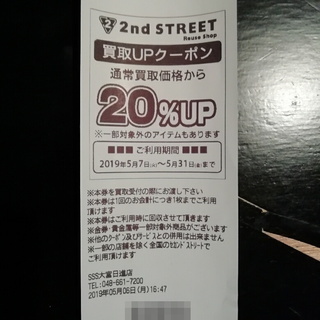 2nd STREET
Reuse Shop
買取UPクーポン
通常買取価格から
20%UP
※一部対象外のアイテムもあります
■■■ ご利用期間 ■■■
2019年5月7日(火)〜5月31日(金)まで
※本券を買取受付の際にお渡し下さい
※本券は1回のお会計につき1枚までご利用
頂けます
※本券はご利用時に回収させて頂きます
※金券・貴金属等一部対象外商品がございます
※他のクーポン及びサービスとの併用は出来ません
※一部の店舗を除く全国のセカンドストリートで
ご利用頂けます
SSS大富日進店
TEL:048-661-7200
2019年05月06日(月)16:47